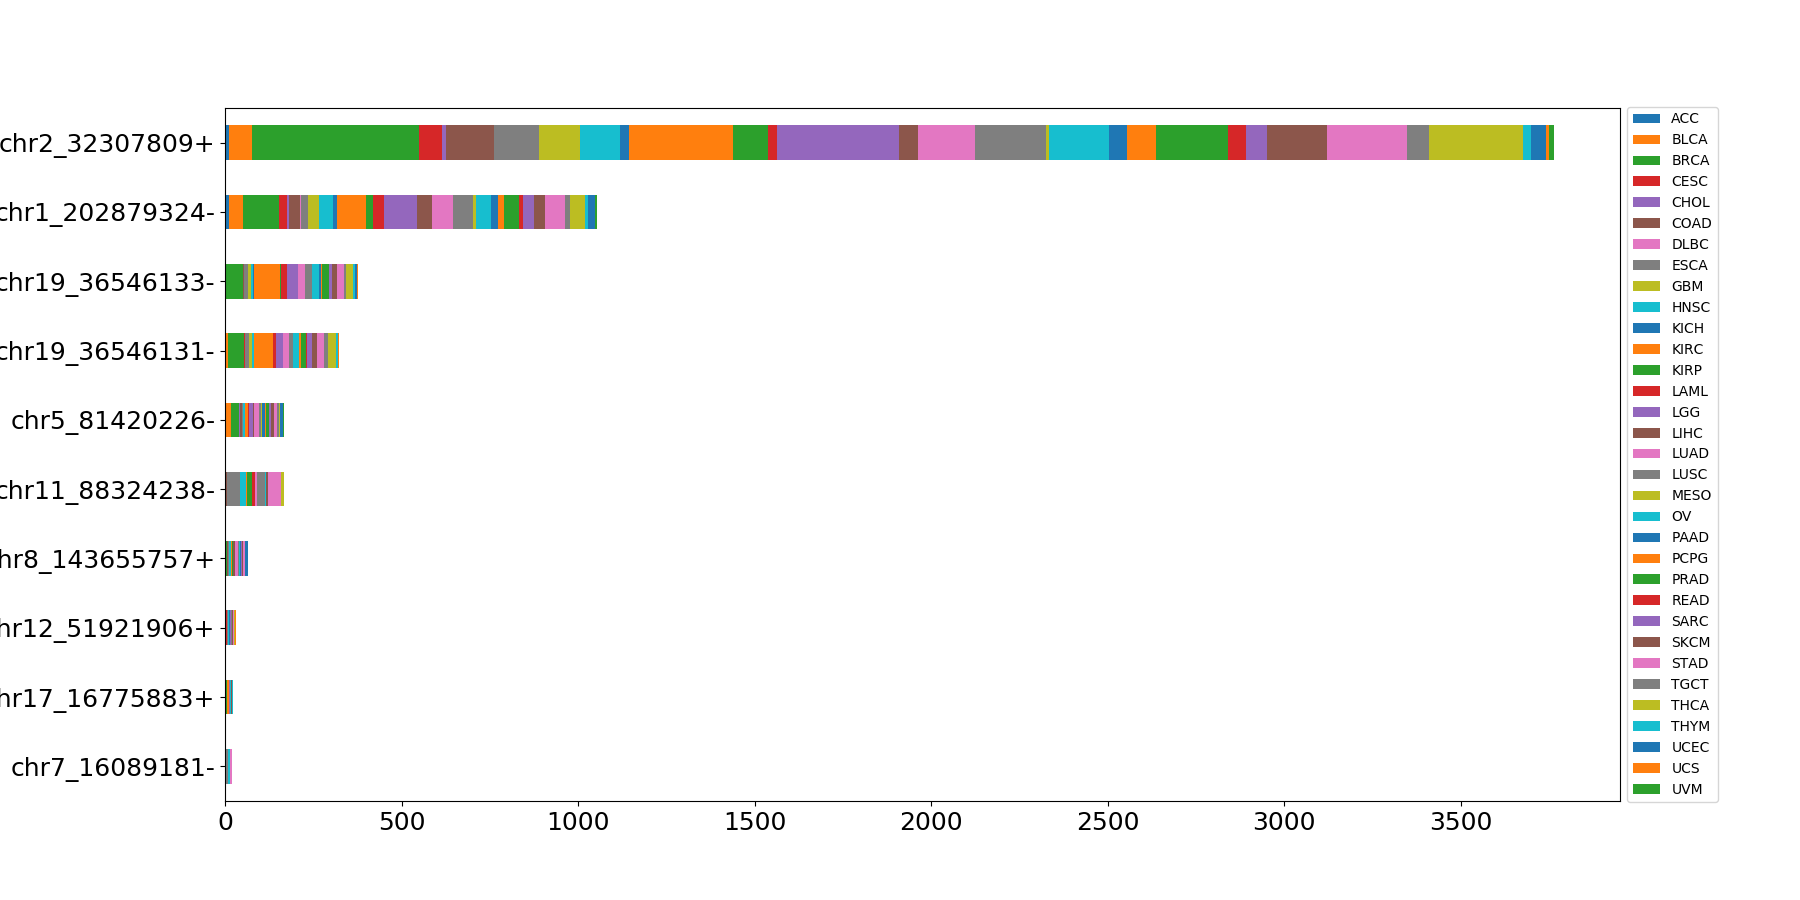 chr2_32307809+
chr1_202879324-
chr19_36546133-
chr19_36546131-
chr5_81420226-
chr11_88324238-
hr8_143655757+
hr12_51921906+
hr17_16775883+
chr7_16089181-
0 500 1000 1500 2000 2500 3000 3500
ACC
BLCA
BRCA
CESC
CHOL
COAD
DLBC
ESCA
GBM
HNSC
KICH
KIRC
KIRP
LAML
LGG
LIHC
LUAD
LUSC
MESO
OV
PAAD
PCPG
PRAD
READ
SARC
SKCM
STAD
TGCT
THCA
THYM
UCEC
UCS
UVM